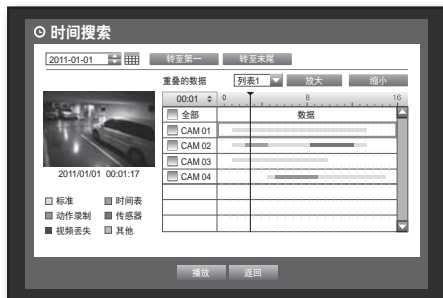 时间搜索
2011-01-01 转至第一 转至末尾
重叠的数据 列表1 放大 缩小
00:01 0 8 16
全部 数据
CAM 01
CAM 02
CAM 03
CAM 04
2011/01/01 00:01:17
标准 时间表
动作录制 传感器
视频丢失 其他
播放 返回